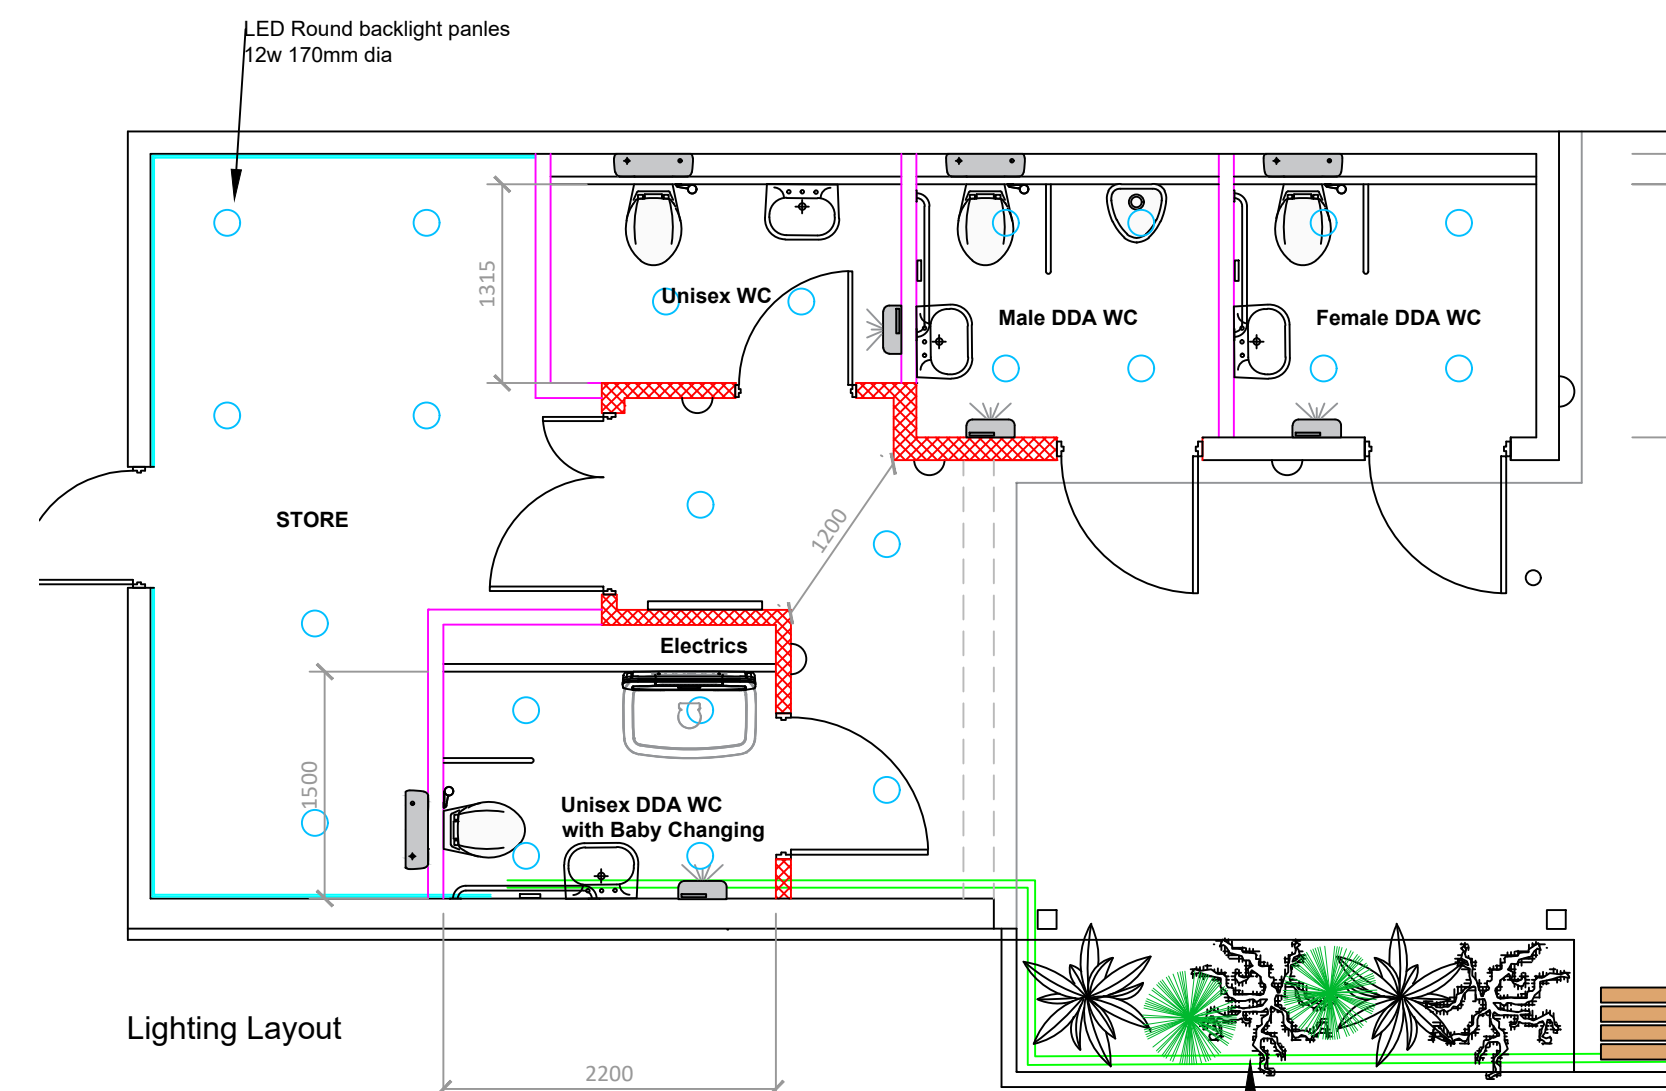 LED Round backlight panles
12w 170mm dia
1315
Unisex WC
Male DDA WC
Female DDA WC
STORE
1200
Electrics
1500
Unisex DDA WC
with Baby Changing
Lighting Layout
2200